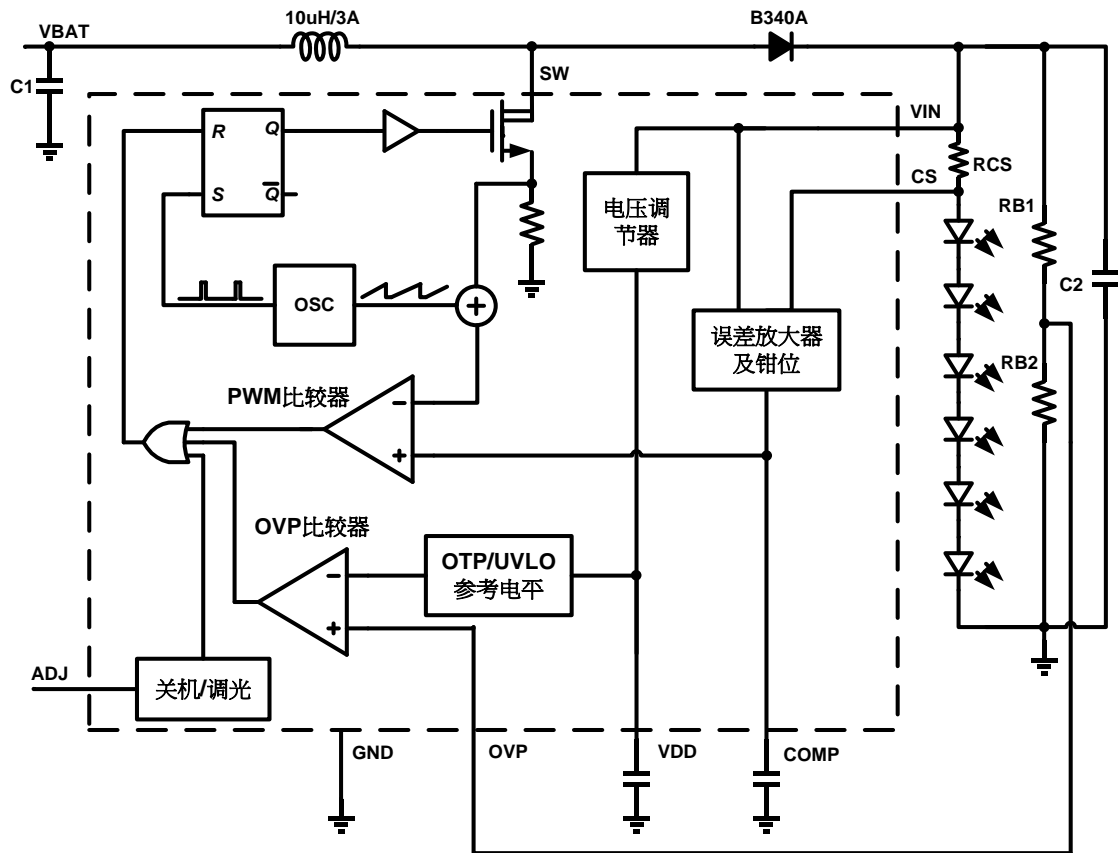 10uH/3A
B340A
VBAT
C1
SW
R
Q
S
Q
VIN
RCS
CS
RB1
电压调
节器
OSC
C2
误差放大器
及钳位
RB2
PWM比较器
OVP比较器
OTP/UVLO
参考电平
ADJ
关机/调光
GND
OVP
VDD
COMP